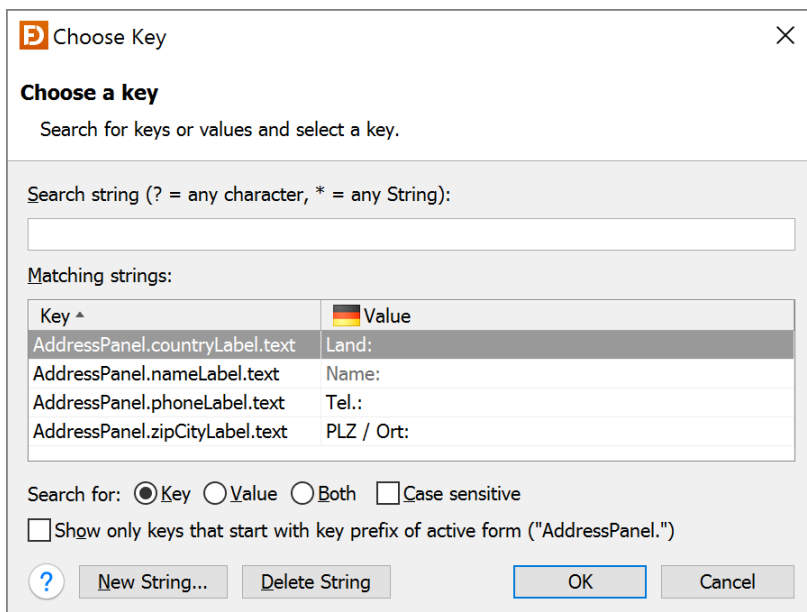 Choose Key
Choose a key
Search for keys or values and select a key.
Search string (? = any character, * = any String):
Matching strings:
Key Value
AddressPanel.countryLabel.text Land:
AddressPanel.nameLabel.text Name:
AddressPanel.phoneLabel.text Tel.:
AddressPanel.zipCityLabel.text PLZ / Ort:
Search for: Key Value Both Case sensitive
Show only keys that start with key prefix of active form ("AddressPanel.")
? New String... Delete String OK Cancel